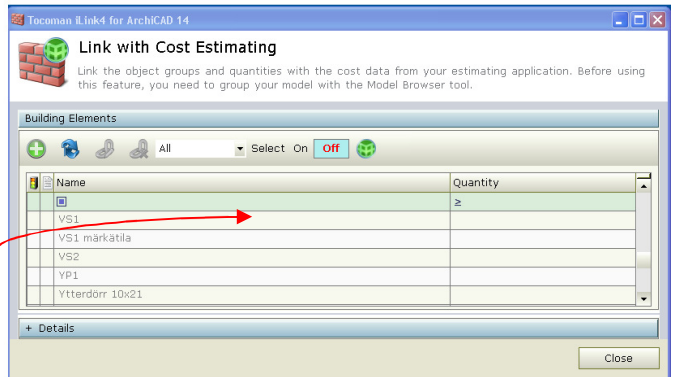 Tocoman iLink4 for ArchiCAD 14
Link with Cost Estimating
Link the object groups and quantities with the cost data from your estimating application. Before using
this feature, you need to group your model with the Model Browser tool.
Building Elements
All Select On Off
Name Quantity
≥
VS1
VS1 märkätila
VS2
YP1
Ytterdörr 10x21
+ Details
Close